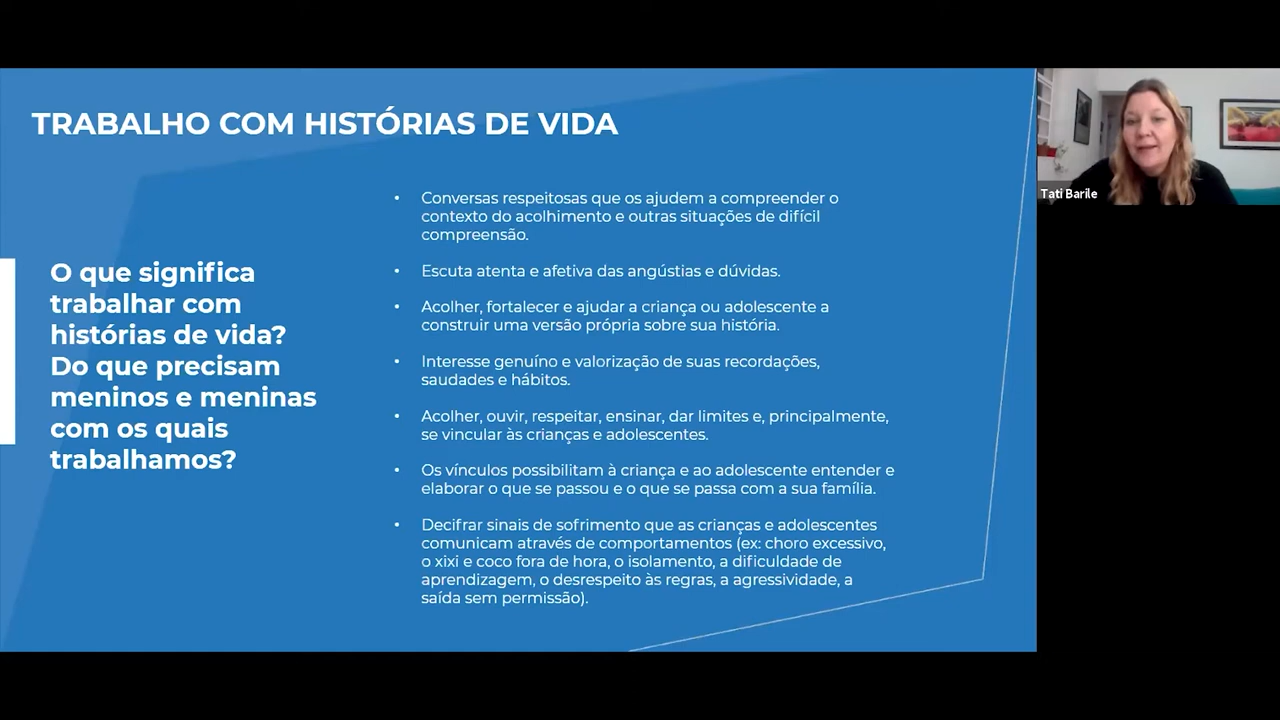 TRABALHO COM HISTÓRIAS DE VIDA
O que significa
trabalhar com
histórias de vida?
Do que precisam
meninos e meninas
com os quais
trabalhamos?
• Conversas respeitosas que os ajudem a compreender o
contexto do acolhimento e outras situações de difícil
compreensão.
• Escuta atenta e afetiva das angústias e dúvidas.
• Acolher, fortalecer e ajudar a criança ou adolescente a
construir uma versão própria sobre sua história.
• Interesse genuíno e valorização de suas recordações,
saudades e hábitos.
• Acolher, ouvir, respeitar, ensinar, dar limites e, principalmente,
se vincular às crianças e adolescentes.
• Os vínculos possibilitam à criança e ao adolescente entender e
elaborar o que se passou e o que se passa com a sua família.
• Decifrar sinais de sofrimento que as crianças e adolescentes
comunicam através de comportamentos (ex: choro excessivo,
o xixi e coco fora de hora, o isolamento, a dificuldade de
aprendizagem, o desrespeito às regras, a agressividade, a
saída sem permissão).
Tati Barile